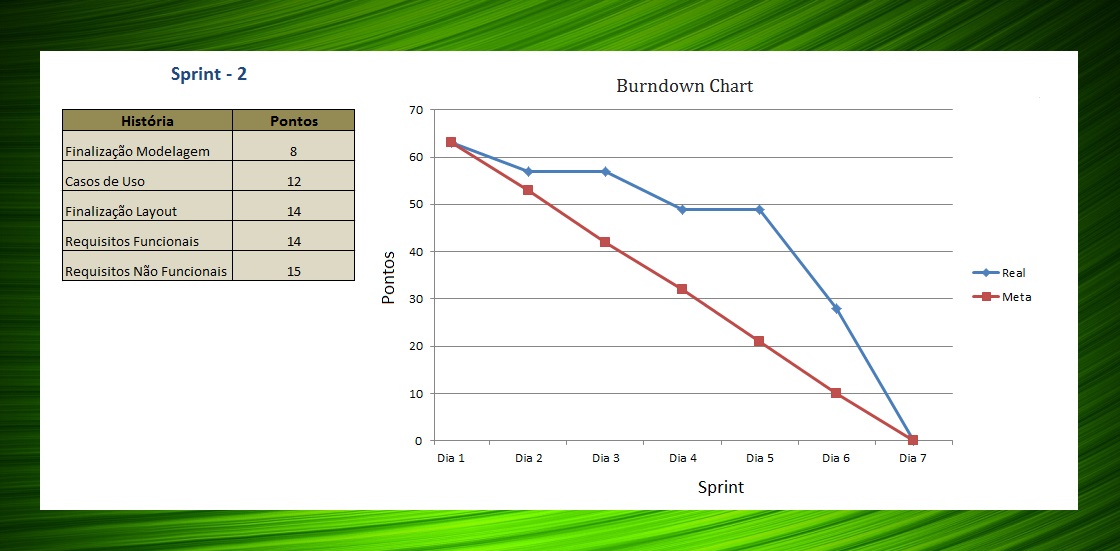 Sprint - 2
História Pontos
Finalização Modelagem 8
Casos de Uso 12
Finalização Layout 14
Requisitos Funcionais 14
Requisitos Não Funcionais 15
Burndown Chart
70
60
50
40
30
20
10
0
Pontos
Dia 1 Dia 2 Dia 3 Dia 4 Dia 5 Dia 6 Dia 7
Sprint
Real
Meta